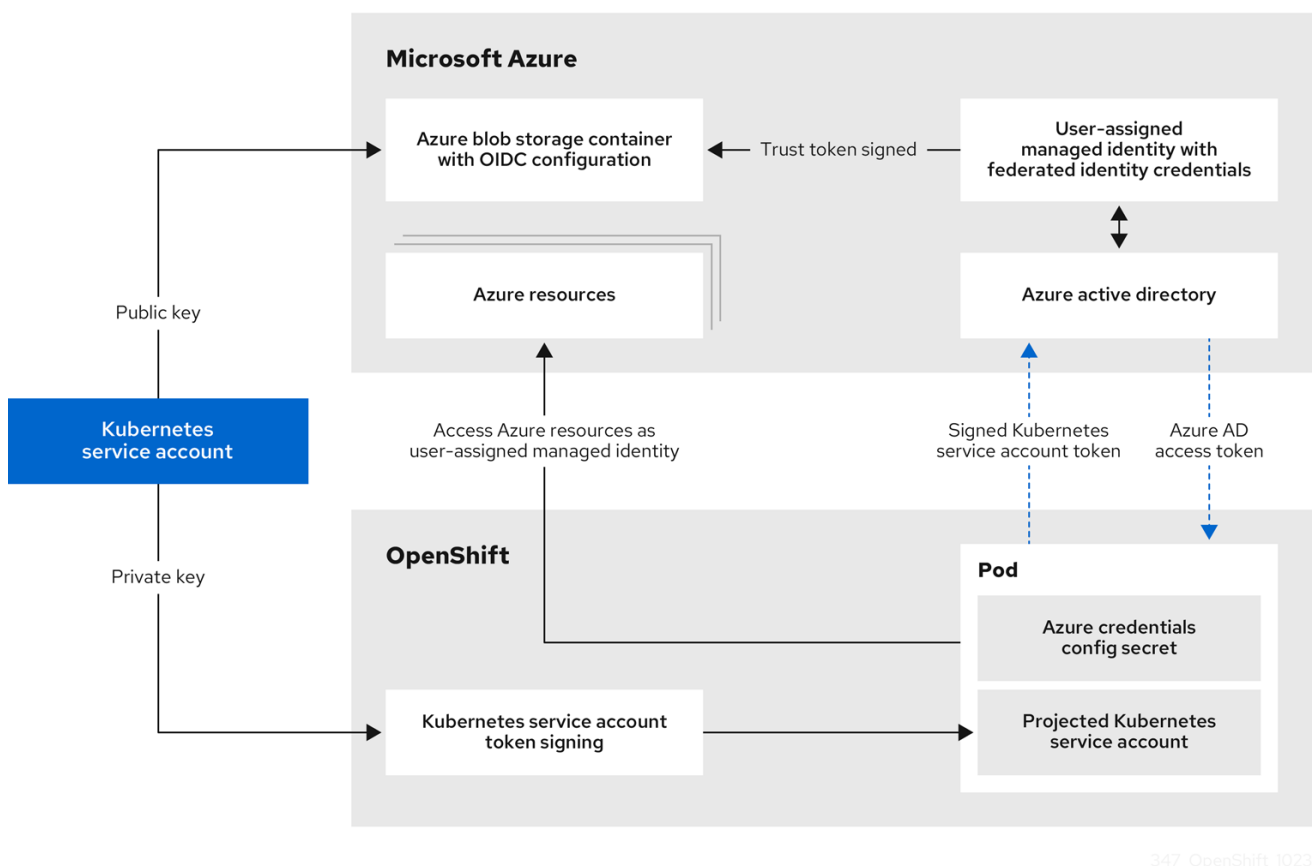 Microsoft Azure
Azure blob storage container
with OIDC configuration
Trust token signed
User-assigned
managed identity with
federated identity credentials
Azure resources
Azure active directory
Public key
Kubernetes
service account
Access Azure resources as
user-assigned managed identity
Signed Kubernetes
service account token
Azure AD
access token
Private key
OpenShift
Pod
Azure credentials
config secret
Kubernetes service account
token signing
Projected Kubernetes
service account
347_OpenShift_1023